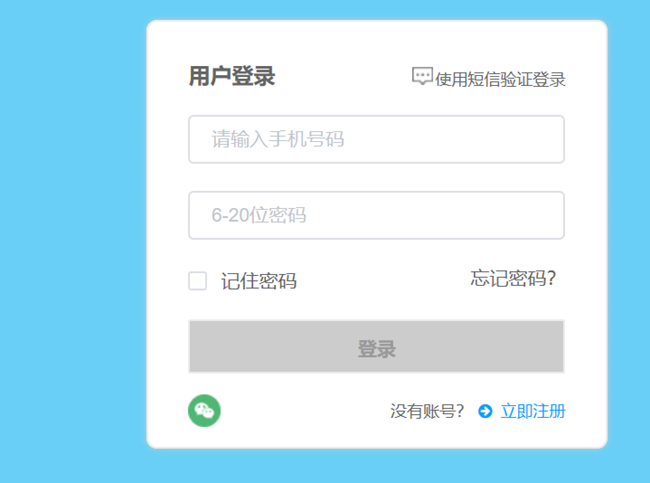 用户登录 使用短信验证登录
请输入手机号码
6-20位密码
记住密码 忘记密码?
登录
没有账号? 立即注册